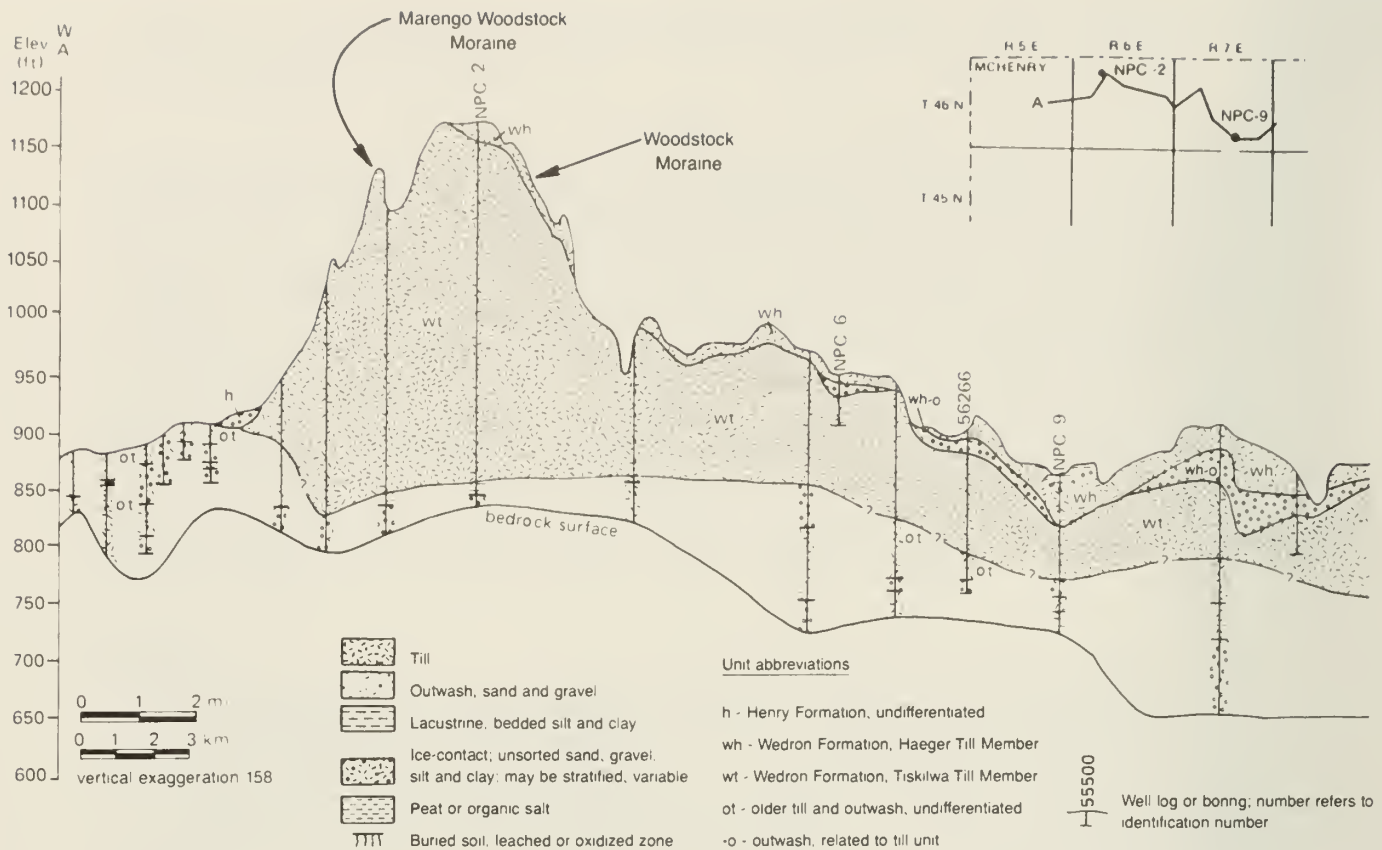 Marengo Woodstock
Moraine
W
A
Elev
(ft)
1200
1150
1100
1050
1000
950
900
850
800
750
700
650
600
NPC 2
wh
Woodstock
Moraine
R 5 E R 6 E R 7 E
MCHENRY
NPC -2
T 46 N
A
NPC-9
T 45 N
wt
h
ot
ot
ot
?
bedrock surface
wh
wt
NPC 6
wh-o
56266
NPC 9
wh
wh-o
wh
wt
ot
?
ot
?
?
?
0 1 2 mi
0 1 2 3 km
vertical exaggeration 158
Till
Outwash, sand and gravel
Lacustrine, bedded silt and clay
Ice-contact; unsorted sand, gravel,
silt and clay; may be stratified, variable
Peat or organic salt
Buried soil, leached or oxidized zone
Unit abbreviations
h - Henry Formation, undifferentiated
wh - Wedron Formation, Haeger Till Member
wt - Wedron Formation, Tiskilwa Till Member
ot - older till and outwash, undifferentiated
-o - outwash, related to till unit
55500
Well log or bonng; number refers to
identification number